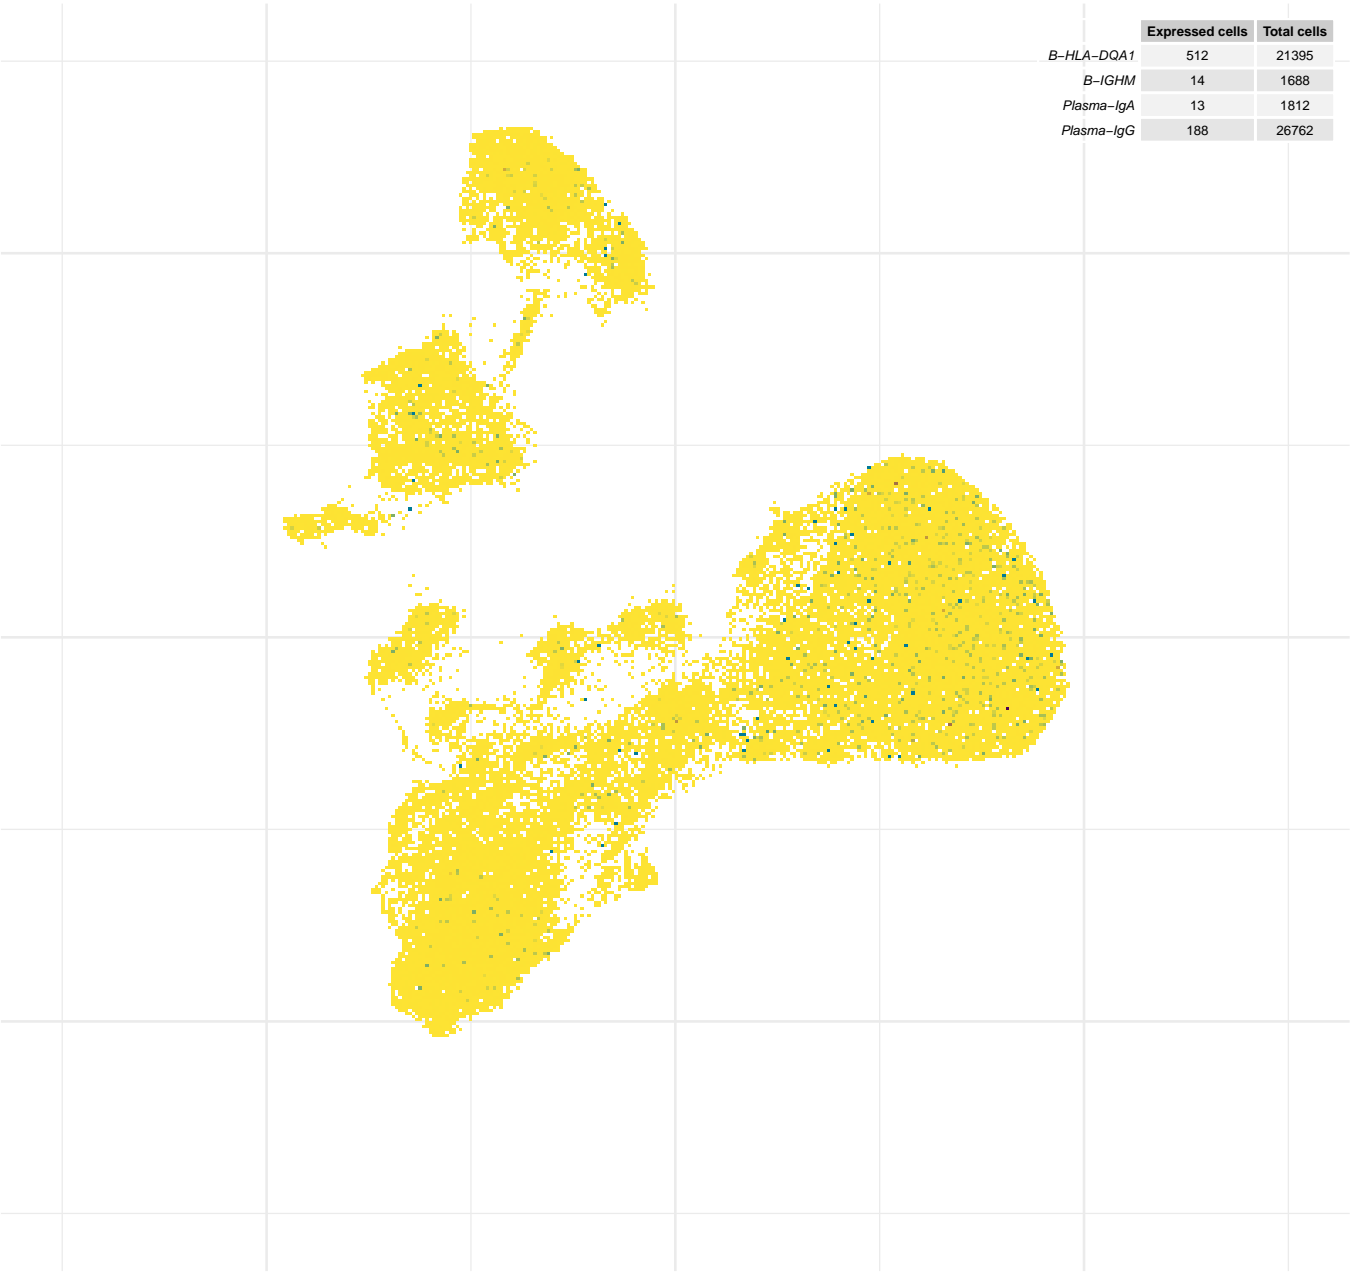 Expressed cells Total cells
B−HLA−DQA1 512 21395
B−IGHM 14 1688
Plasma−IgA 13 1812
Plasma−IgG 188 26762